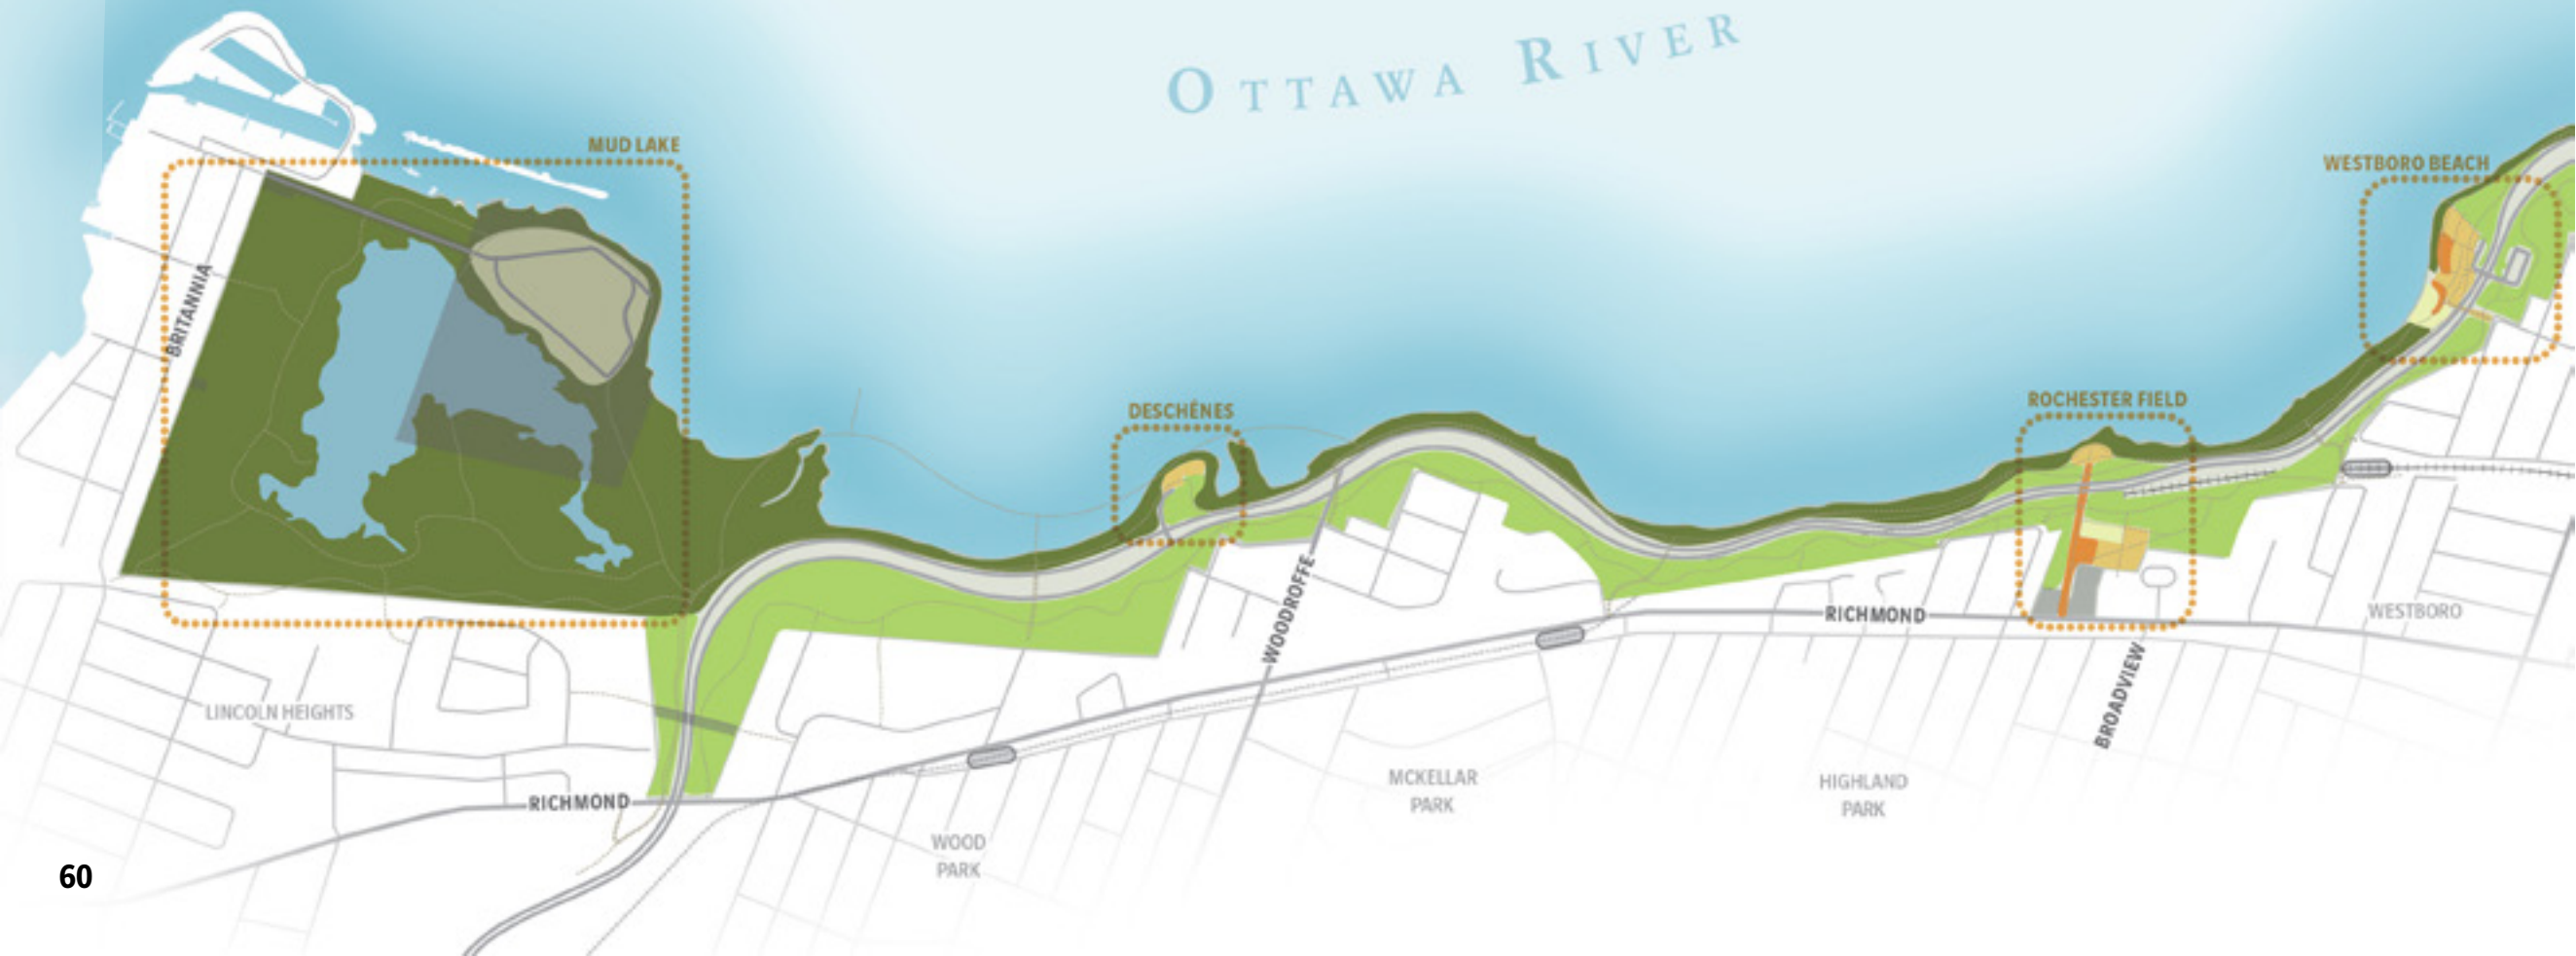 OTTAWA RIVER
MUD LAKE
WESTBORO BEACH
BRITANNIA
DESCHÊNES
ROCHESTER FIELD
WOODROFFE
RICHMOND
WESTBORO
BROADVIEW
LINCOLN HEIGHTS
MCKELLAR
PARK
HIGHLAND
PARK
RICHMOND
WOOD
PARK
60